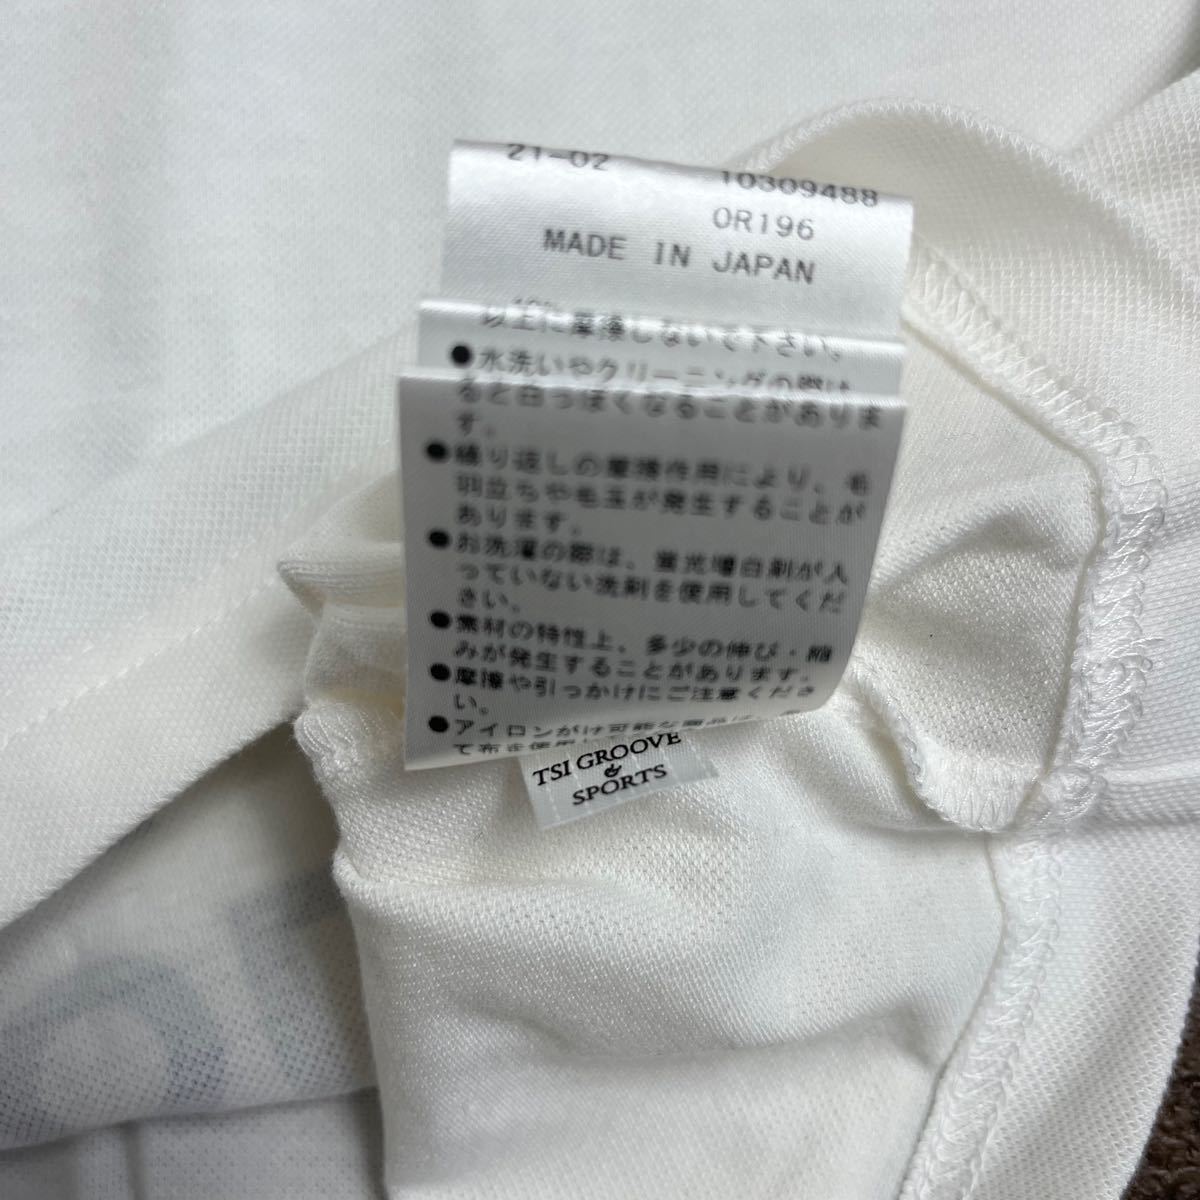 21-02 10309488
OR196
MADE IN JAPAN
以上に摩擦しないで下さい。
●水洗いやクリーニングの際は
ると白っぽくなることがありま
す。
●繰り返しの摩擦作用により、毛
羽立ちや毛玉が発生することが
あります。
●お洗濯の際は、蛍光増白剤が入
っていない洗剤を使用してくだ
さい。
●素材の特性上、多少の伸び・縮
みが発生することがあります。
●摩擦や引っかけにご注意くださ
い。
●アイロンがけ可能な商品は
て布を使用し
TSI GROOVE
&
SPORTS